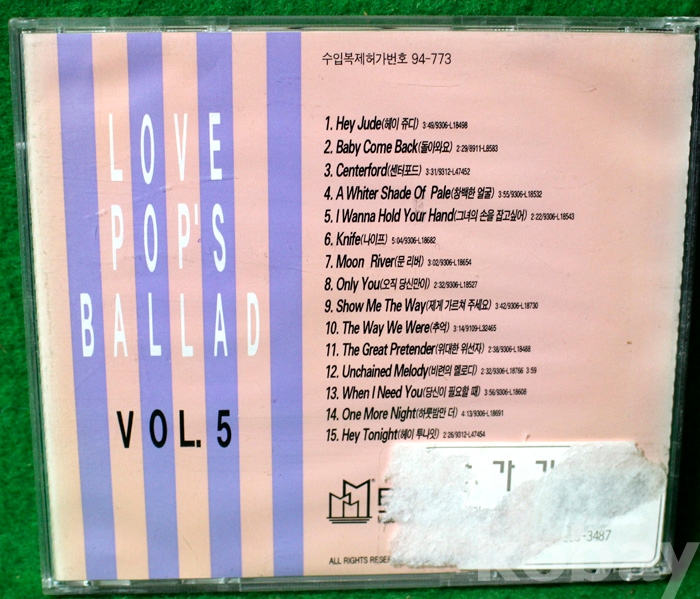 수입복제허가번호 94-773
LOVE
POP'S
BALLAD
VOL. 5
1. Hey Jude(헤이 쥬디) 3:49/9306-L18498
2. Baby Come Back(돌아와요) 2:29/8911-L8583
3. Centerford(센터포드) 3:31/9312-L47452
4. A Whiter Shade Of Pale(창백한 얼굴) 3:55/9306-L18532
5. I Wanna Hold Your Hand(그녀의 손을 잡고싶어) 2:22/9306-L18543
6. Knife(나이프) 5:04/9306-L18682
7. Moon River(문 리버) 3:02/9306-L18654
8. Only You(오직 당신만이) 2:32/9306-L18527
9. Show Me The Way(제게 가르쳐 주세요) 3:42/9306-L18730
10. The Way We Were(추억) 3:14/9109-L32465
11. The Great Pretender(위대한 위선자) 2:38/9306-L18488
12. Unchained Melody(비련의 멜로디) 2:32/9306-L18766 3:59
13. When I Need You(당신이 필요할 때) 3:56/9306-L18608
14. One More Night(하룻밤만 더) 4:13/9306-L18691
15. Hey Tonight(헤이 투나잇) 2:26/9312-L47454
-3487
ALL RIGHTS RESER
kobay